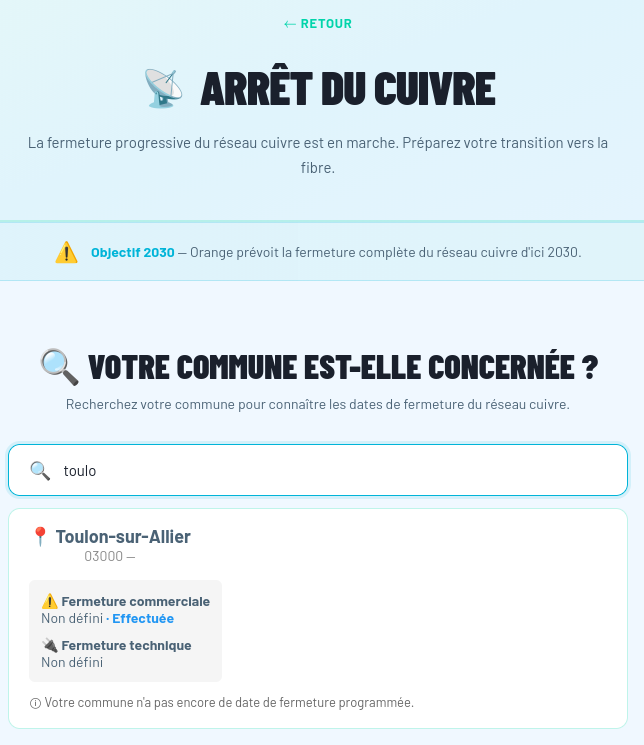 ← RETOUR
📡 ARRÊT DU CUIVRE
La fermeture progressive du réseau cuivre est en marche. Préparez votre transition vers la
fibre.
⚠️ Objectif 2030 — Orange prévoit la fermeture complète du réseau cuivre d'ici 2030.
🔍 VOTRE COMMUNE EST-ELLE CONCERNÉE ?
Recherchez votre commune pour connaître les dates de fermeture du réseau cuivre.
🔍 toulo
📍 Toulon-sur-Allier
03000 —
⚠️ Fermeture commerciale
Non défini · Effectuée
🔌 Fermeture technique
Non défini
ⓘ Votre commune n'a pas encore de date de fermeture programmée.